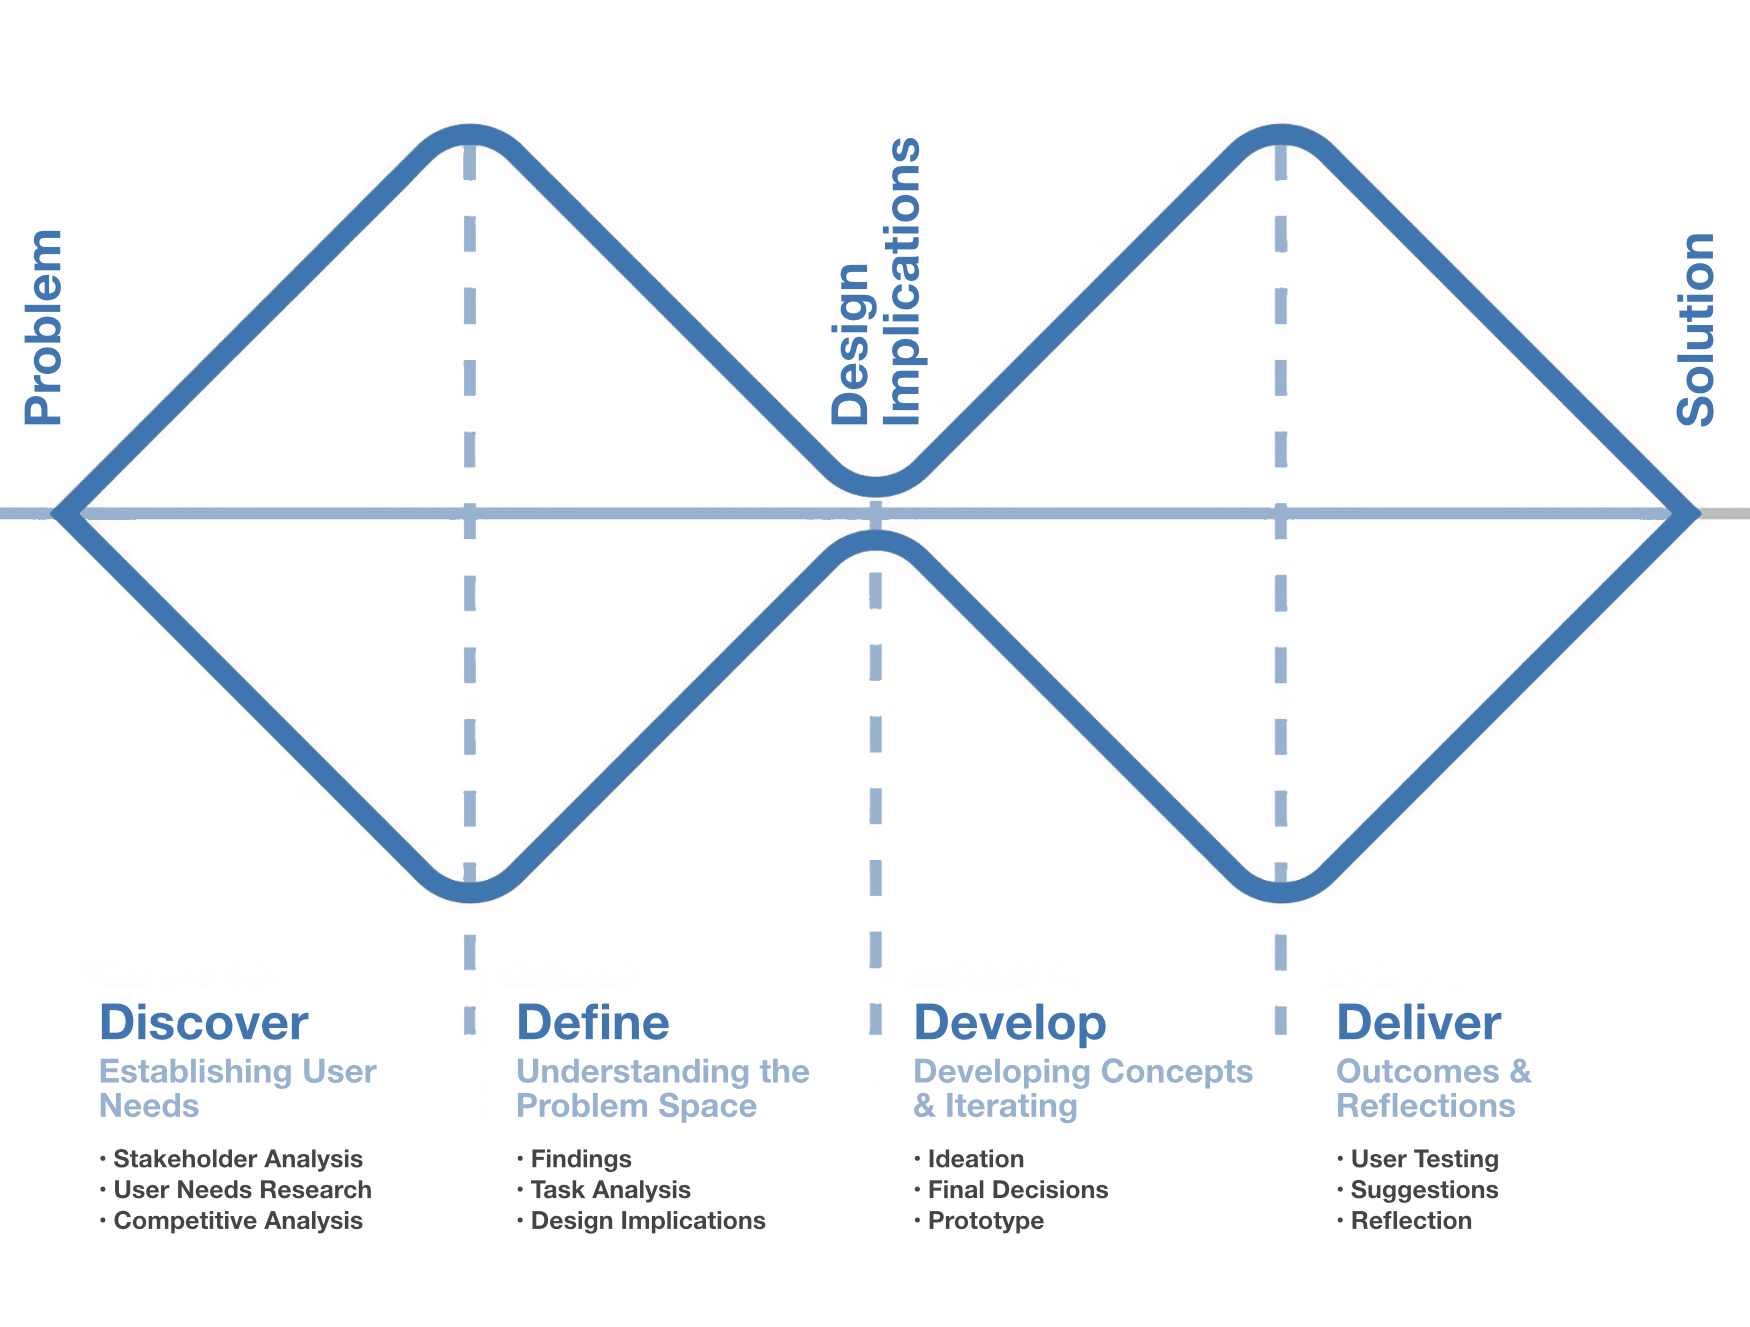 Problem
Design
Implications
Solution
Discover
Establishing User
Needs
· Stakeholder Analysis
· User Needs Research
· Competitive Analysis
Define
Understanding the
Problem Space
· Findings
· Task Analysis
· Design Implications
Develop
Developing Concepts
& Iterating
· Ideation
· Final Decisions
· Prototype
Deliver
Outcomes &
Reflections
· User Testing
· Suggestions
· Reflection